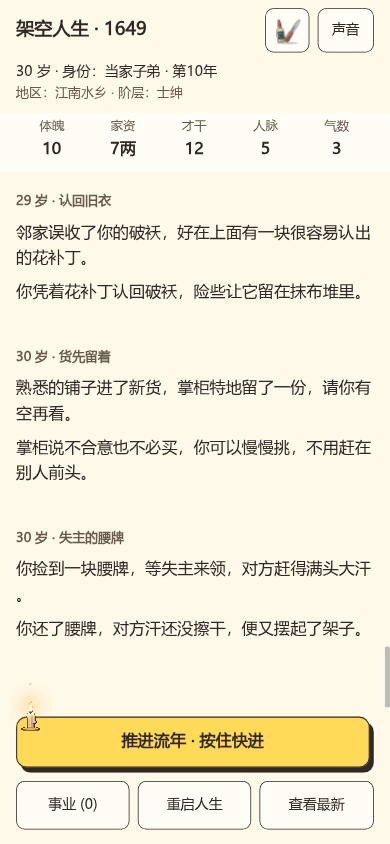 架空人生 · 1649
声音
30 岁 · 身份：当家子弟 · 第10年
地区：江南水乡 · 阶层：士绅
体魄 家资 才干 人脉 气数
10 7两 12 5 3
29 岁 · 认回旧衣
邻家误收了你的破袄，好在上面有一块很容易认出
的花补丁。
你凭着花补丁认回破袄，险些让它留在抹布堆里。
30 岁 · 货先留着
熟悉的铺子进了新货，掌柜特地留了一份，请你有
空再看。
掌柜说不合意也不必买，你可以慢慢挑，不用赶在
别人前头。
30 岁 · 失主的腰牌
你捡到一块腰牌，等失主来领，对方赶得满头大汗
。
你还了腰牌，对方汗还没擦干，便又摆起了架子。
推进流年 · 按住快进
事业 (0) 重启人生 查看最新